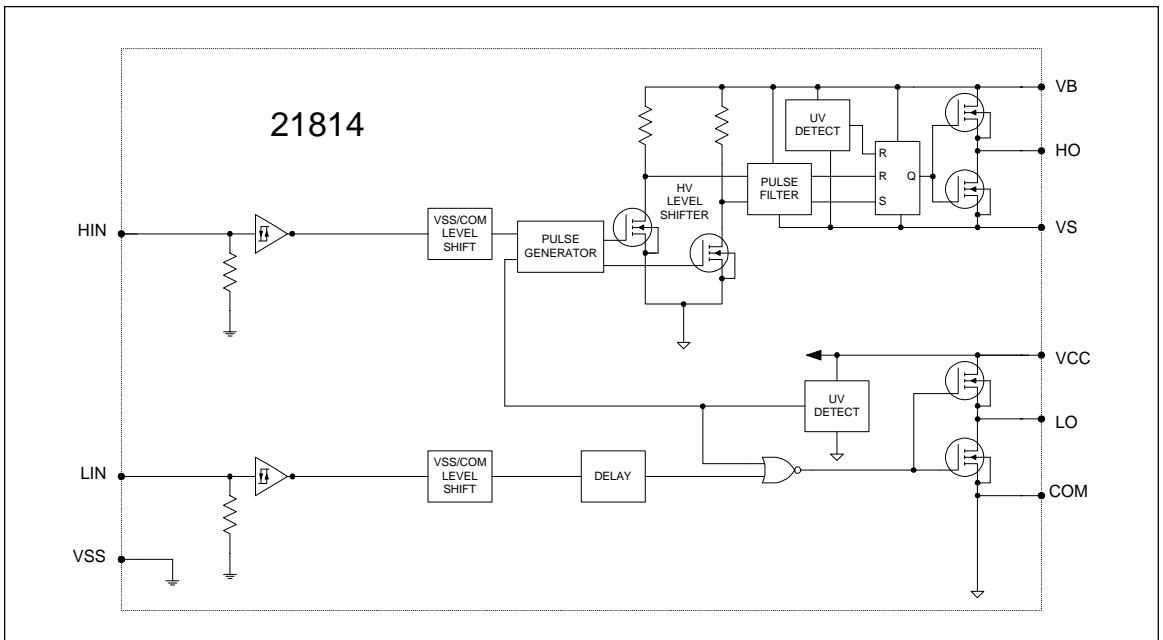 21814
VB
UV
DETECT
HO
R
R
Q
S
PULSE
FILTER
HV
LEVEL
SHIFTER
VS
HIN
VSS/COM
LEVEL
SHIFT
PULSE
GENERATOR
VCC
UV
DETECT
LO
LIN
VSS/COM
LEVEL
SHIFT
DELAY
COM
VSS